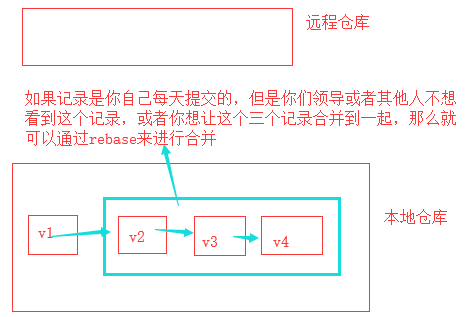 远程仓库
如果记录是你自己每天提交的，但是你们领导或者其他人不想
看到这个记录，或者你想让这个三个记录合并到一起，那么就
可以通过rebase来进行合并
本地仓库
v1
v2
v3
v4